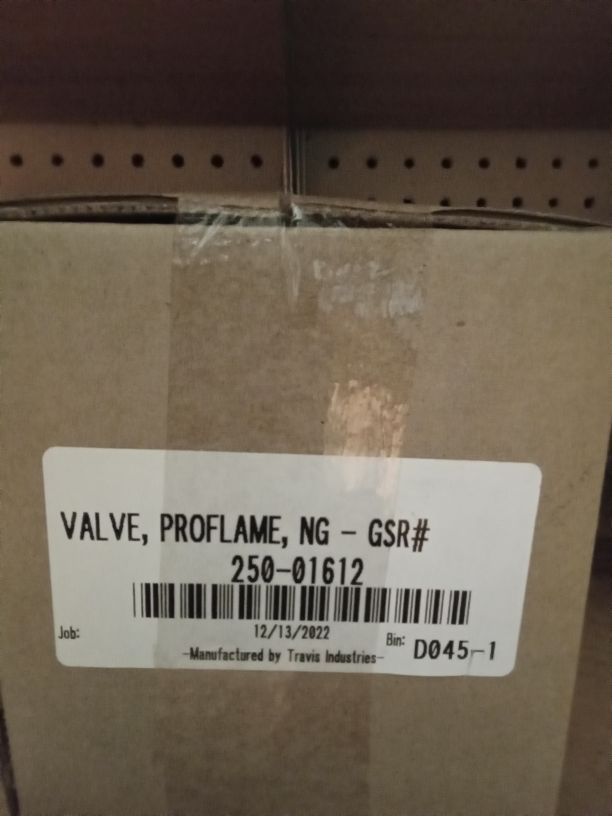 VALVE, PROFLAME, NG - GSR#
250-01612
12/13/2022
Job:
Bin: D045-1
-Manufactured by Travis Industries-